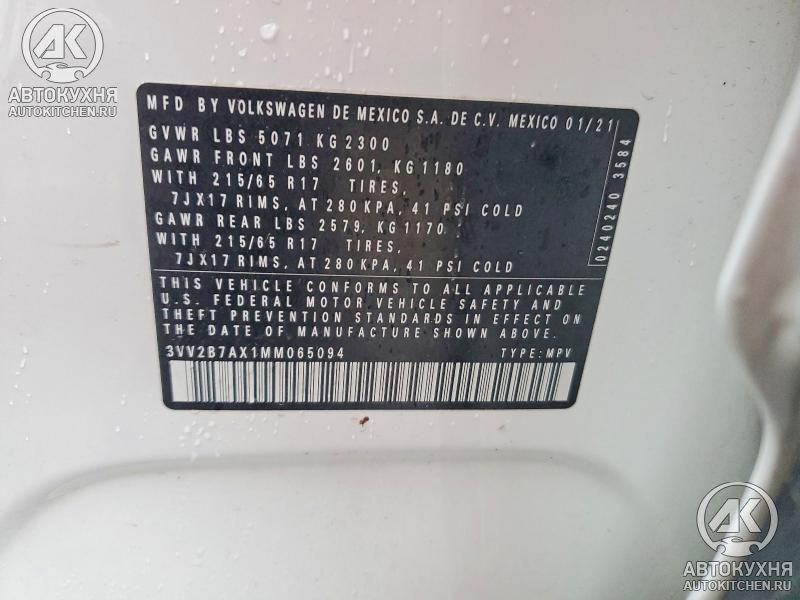 AK
АВТОКУХНЯ
AUTOKITCHEN.COM
MFD BY VOLKSWAGEN DE MEXICO S.A. DE C.V. MEXICO 01/21
GVWR LBS 5071 KG 2300
GAWR FRONT LBS 2601, KG 1180
WITH 215/65 R17 TIRES,
7JX17 RIMS, AT 280 KPA, 41 PSI COLD
GAWR REAR LBS 2579, KG 1170
WITH 215/65 R17 TIRES,
7JX17 RIMS, AT 280 KPA, 41 PSI COLD
0240240 3584
THIS VEHICLE CONFORMS TO ALL APPLICABLE
U.S. FEDERAL MOTOR VEHICLE SAFETY AND
THEFT PREVENTION STANDARDS IN EFFECT ON
THE DATE OF MANUFACTURE SHOWN ABOVE.
3VV2B7AX1MM065094 TYPE: MPV
AK
АВТОКУХНЯ
AUTOKITCHEN.COM